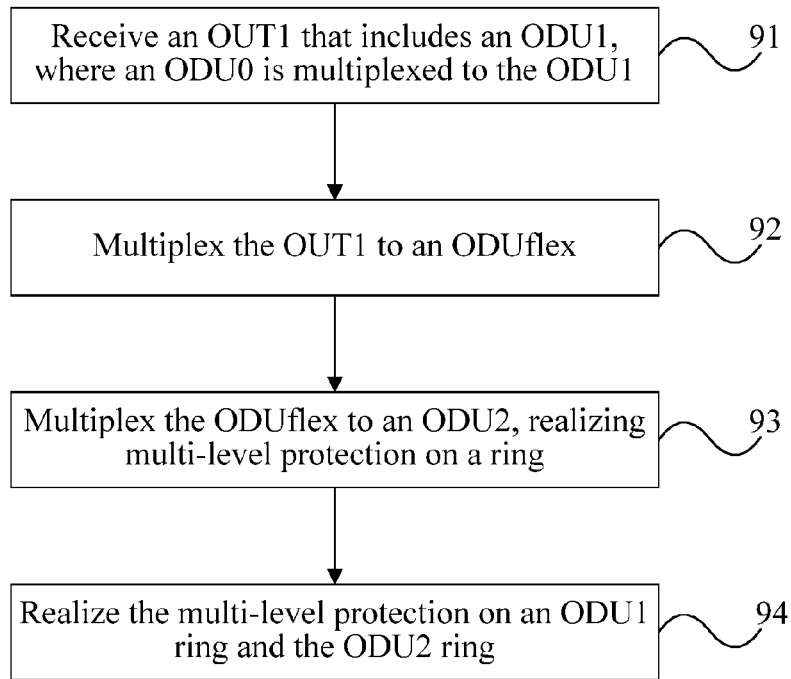 Receive an OUT1 that includes an ODU1,
where an ODU0 is multiplexed to the ODU1
91
Multiplex the OUT1 to an ODUflex
92
Multiplex the ODUflex to an ODU2, realizing
multi-level protection on a ring
93
Realize the multi-level protection on an ODU1
ring and the ODU2 ring
94